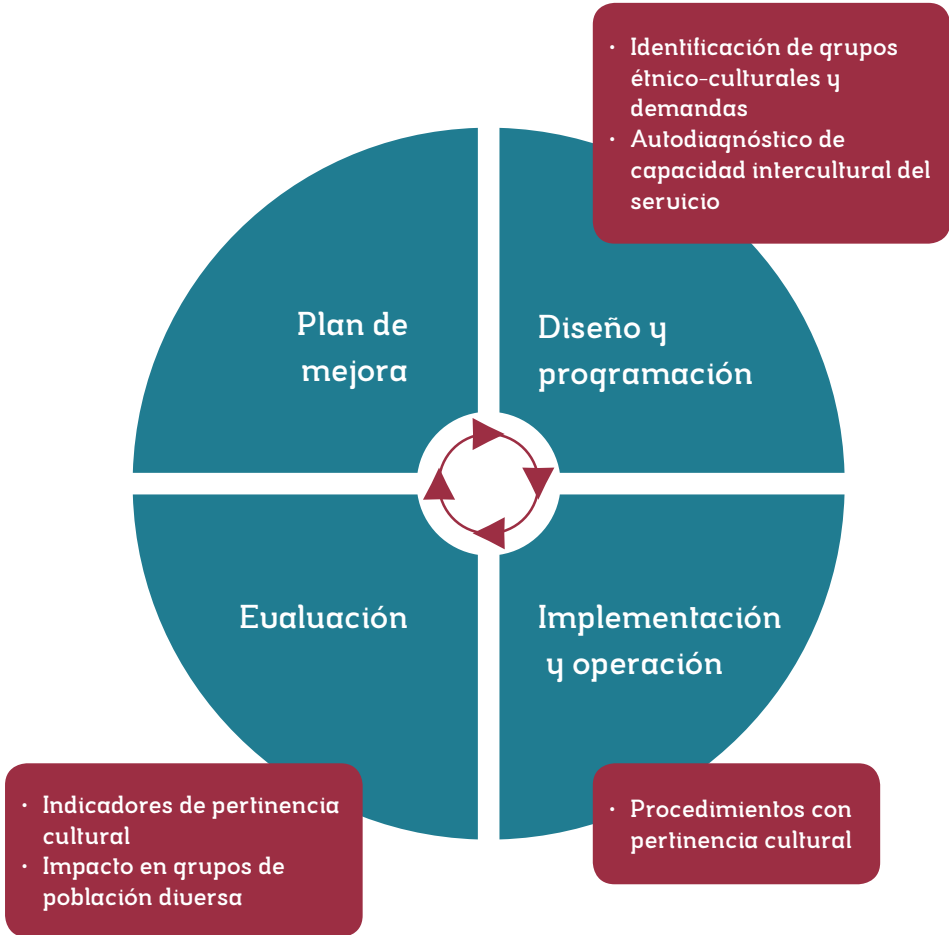 · Identificación de grupos
étnico-culturales y
demandas
· Autodiagnóstico de
capacidad intercultural del
servicio
Plan de
mejora
Diseño y
programación
Evaluación
Implementación
y operación
· Indicadores de pertinencia
cultural
· Impacto en grupos de
población diversa
· Procedimientos con
pertinencia cultural